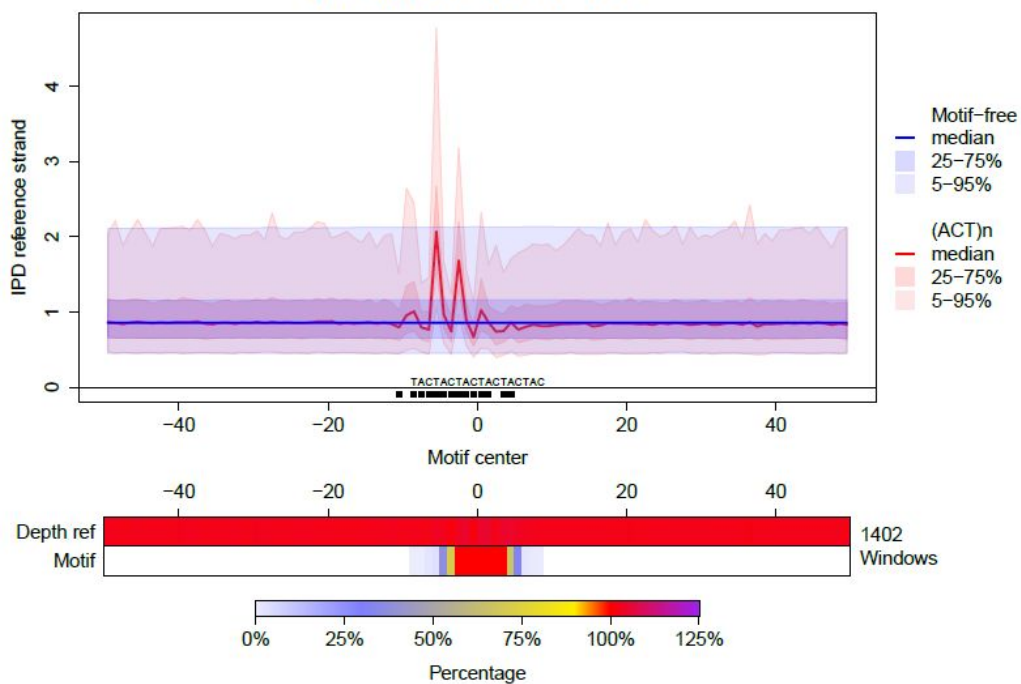 4
3
2
1
0
IPD reference strand
TACTACTACTACTACTAC
−40 −20 0 20 40
Motif center
Motif−free
median
25−75%
5−95%
(ACT)n
median
25−75%
5−95%
−40 −20 0 20 40
Depth ref
Motif
1402
Windows
0% 25% 50% 75% 100% 125%
Percentage